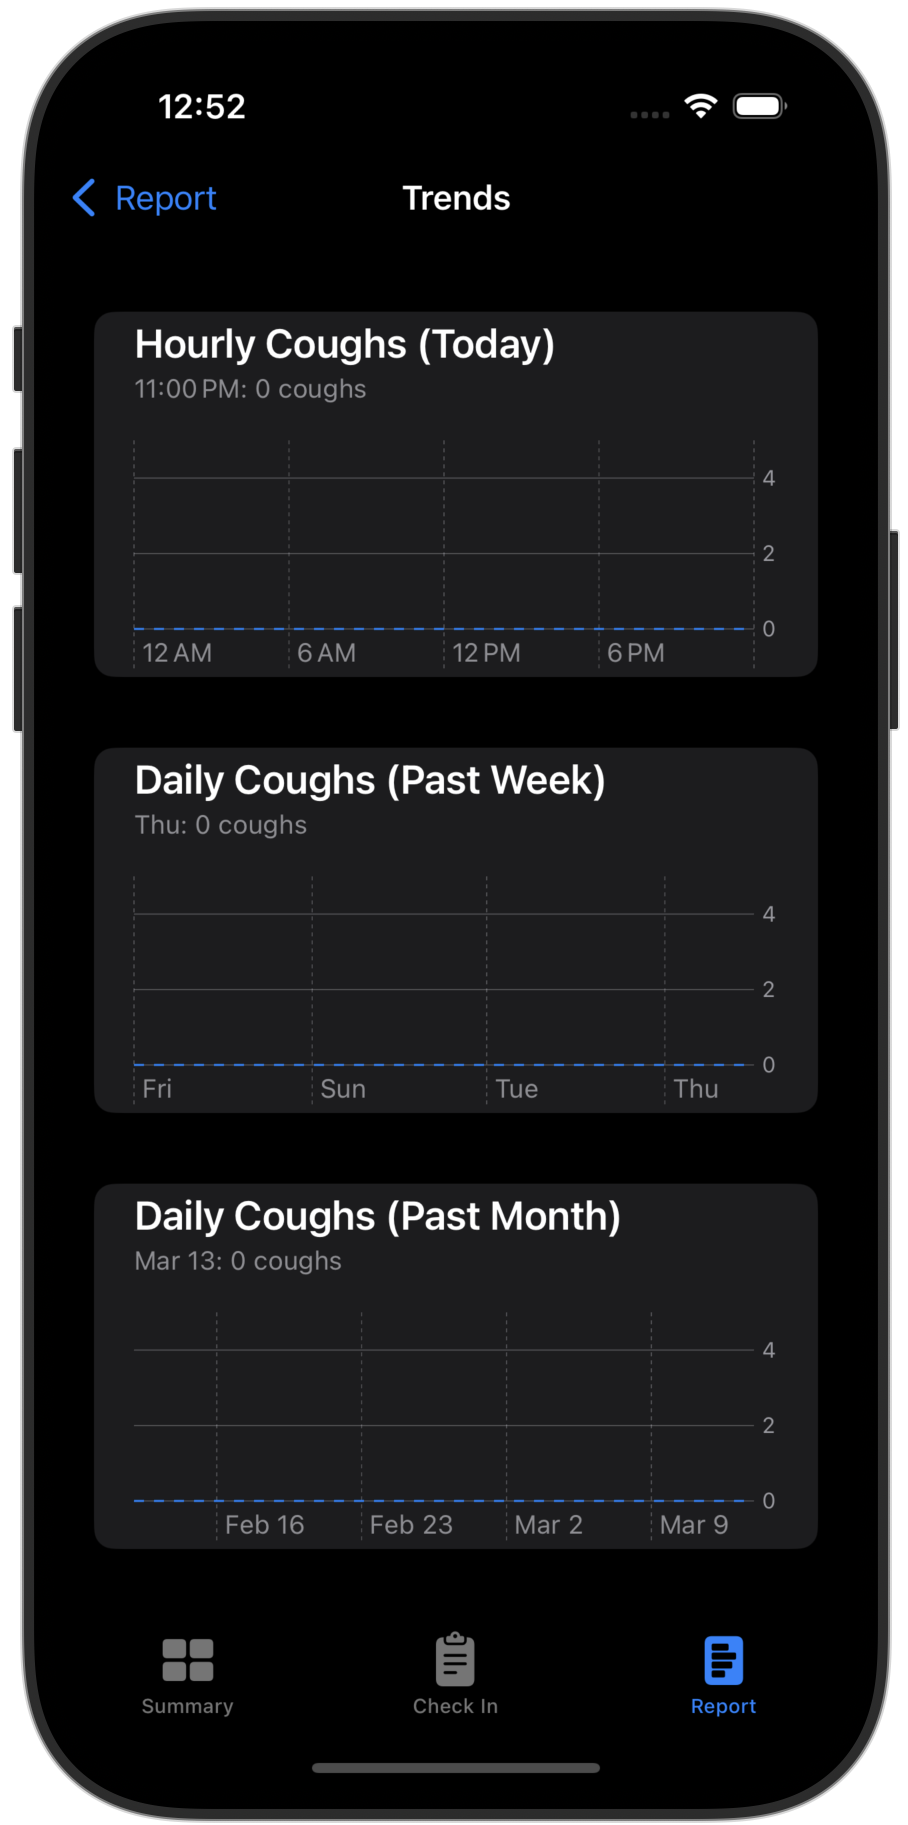 12:52
Report
Trends
Hourly Coughs (Today)
11:00 PM: 0 coughs
4
2
0
12 AM 6 AM 12 PM 6 PM
Daily Coughs (Past Week)
Thu: 0 coughs
4
2
0
Fri Sun Tue Thu
Daily Coughs (Past Month)
Mar 13: 0 coughs
4
2
0
Feb 16 Feb 23 Mar 2 Mar 9
Summary Check In Report